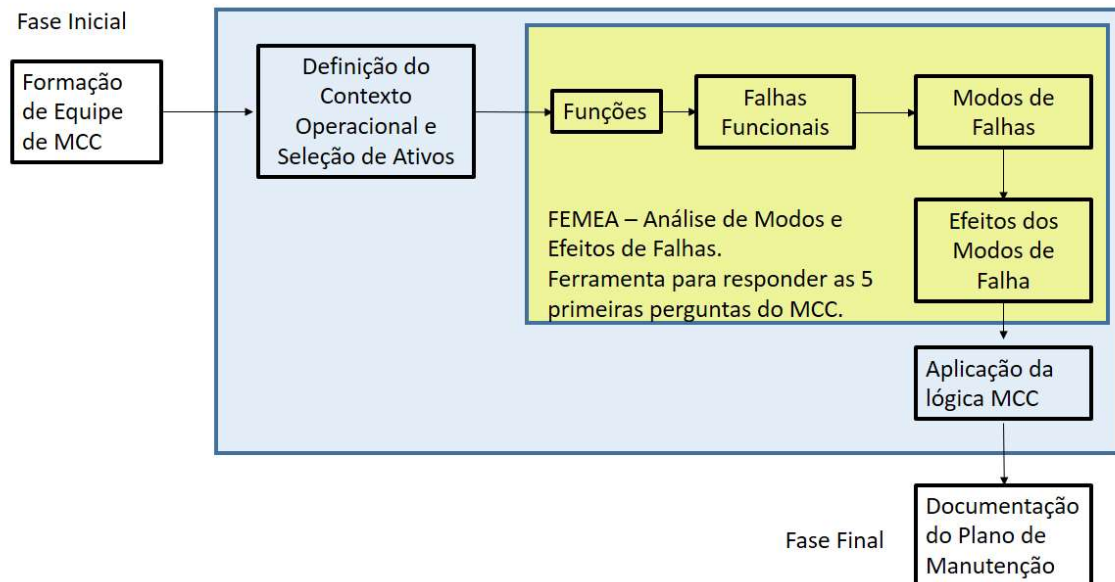 Fase Inicial
Formação
de Equipe
de MCC
Definição do
Contexto
Operacional e
Seleção de Ativos
Funções
Falhas
Funcionais
Modos de
Falhas
FEMEA – Análise de Modos e
Efeitos de Falhas.
Ferramenta para responder as 5
primeiras perguntas do MCC.
Efeitos dos
Modos de
Falha
Aplicação da
lógica MCC
Fase Final
Documentação
do Plano de
Manutenção